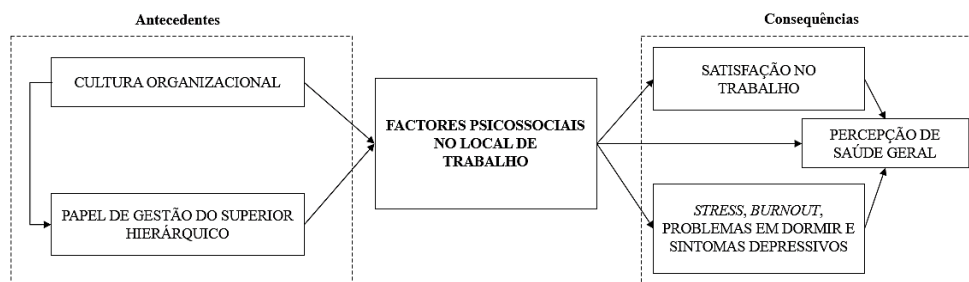 Antecedentes
CULTURA ORGANIZACIONAL
PAPEL DE GESTÃO DO SUPERIOR
HIERÁRQUICO
FACTORES PSICOSSOCIAIS
NO LOCAL DE
TRABALHO
Consequências
SATISFAÇÃO NO
TRABALHO
PERCEPÇÃO DE
SAÚDE GERAL
STRESS, BURNOUT,
PROBLEMAS EM DORMIR E
SINTOMAS DEPRESSIVOS